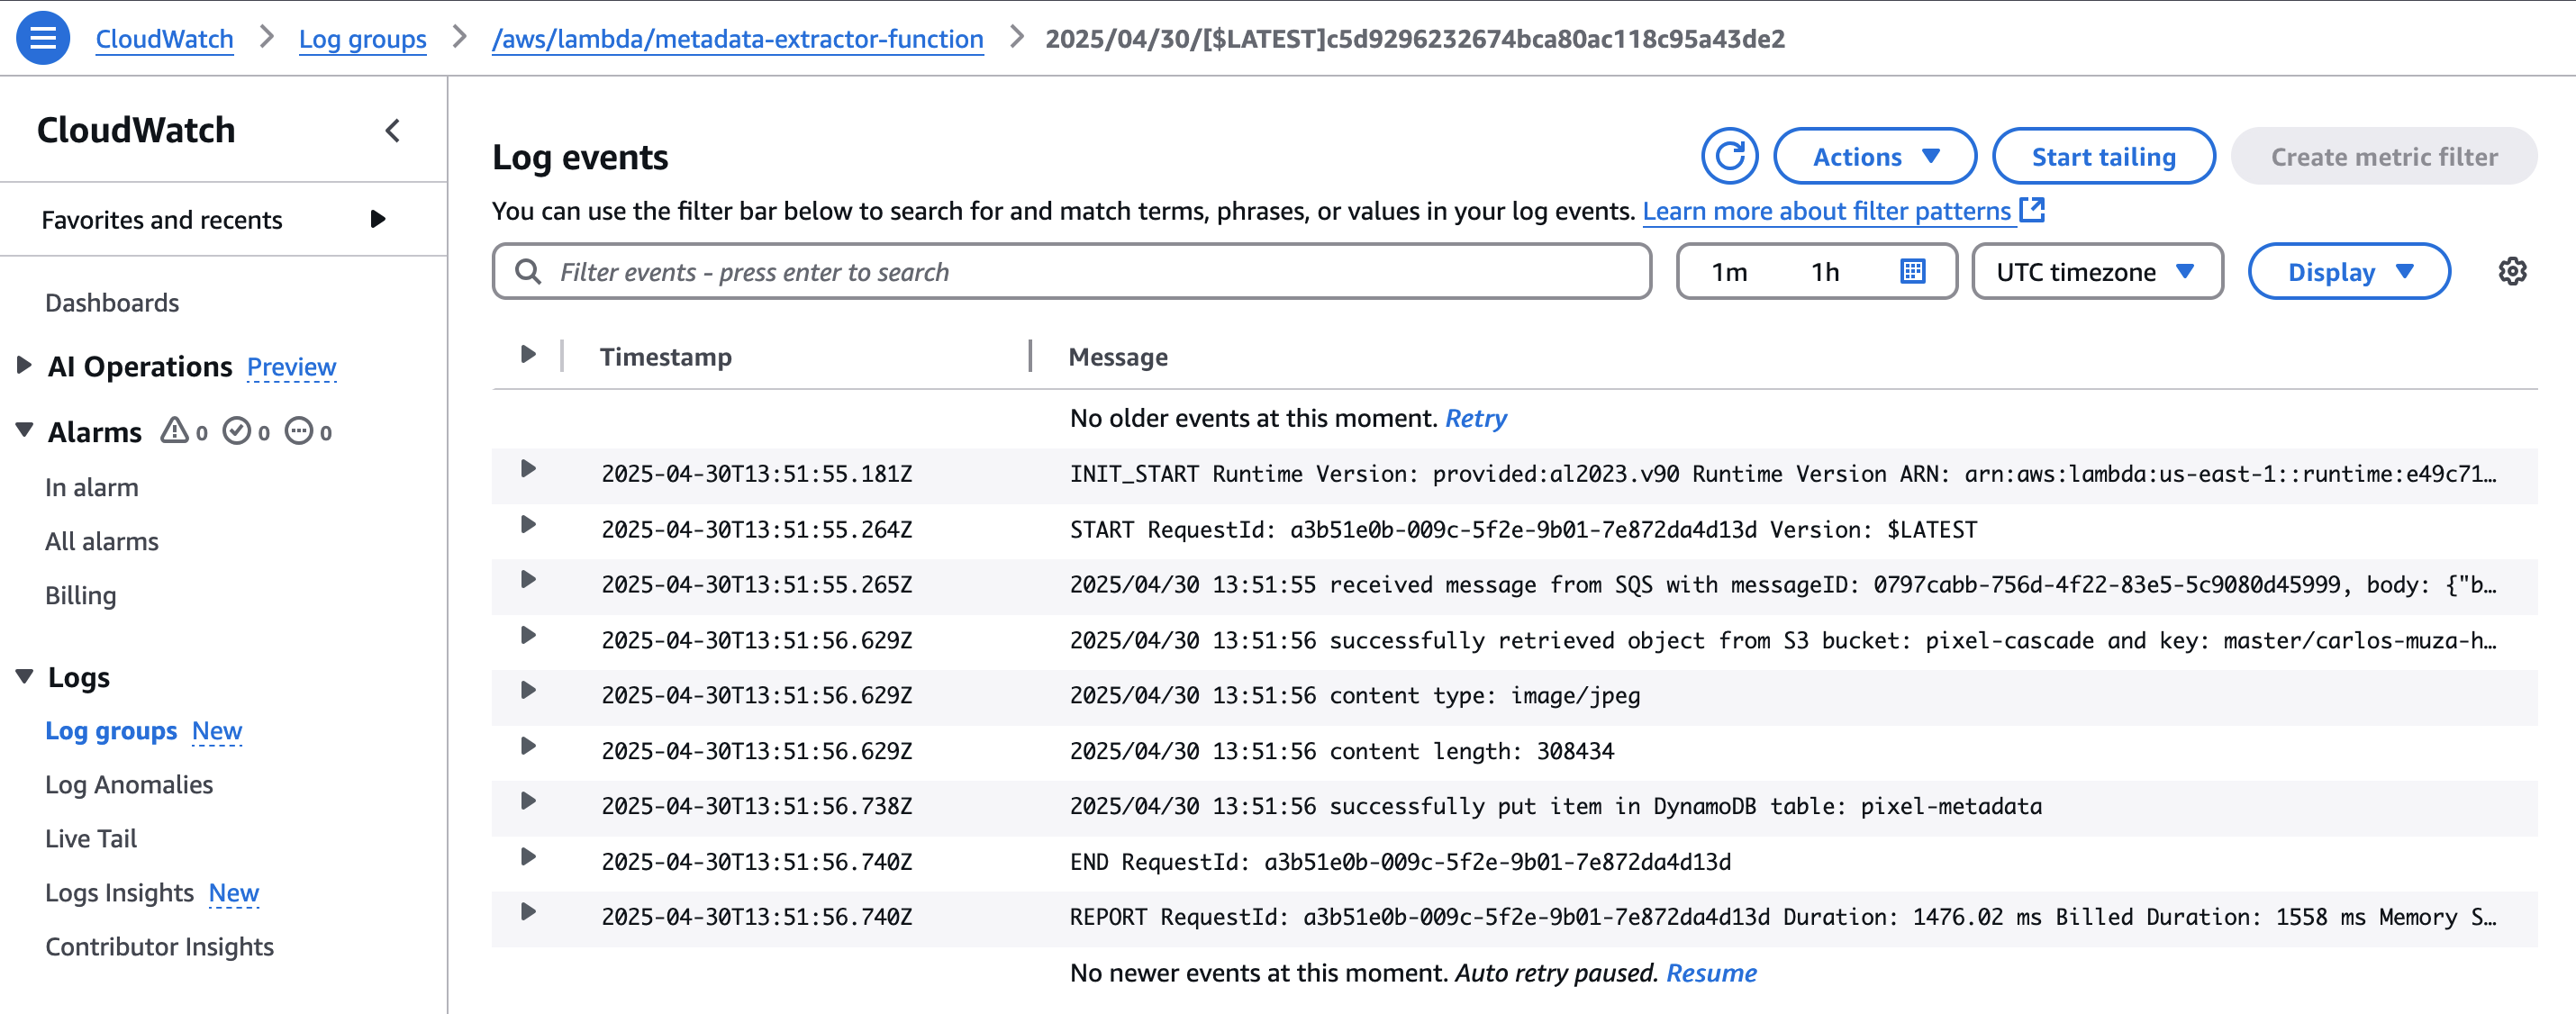 CloudWatch > Log groups > /aws/lambda/metadata-extractor-function > 2025/04/30/[$LATEST]c5d9296232674bca80ac118c95a43de2
CloudWatch
Favorites and recents
Dashboards
AI Operations Preview
Alarms 0 0 0
In alarm
All alarms
Billing
Logs
Log groups New
Log Anomalies
Live Tail
Logs Insights New
Contributor Insights
Log events
Actions
Start tailing
Create metric filter
You can use the filter bar below to search for and match terms, phrases, or values in your log events. Learn more about filter patterns
Filter events - press enter to search
1m 1h
UTC timezone
Display
Timestamp Message
No older events at this moment. Retry
2025-04-30T13:51:55.181Z INIT_START Runtime Version: provided:al2023.v90 Runtime Version ARN: arn:aws:lambda:us-east-1::runtime:e49c71…
2025-04-30T13:51:55.264Z START RequestId: a3b51e0b-009c-5f2e-9b01-7e872da4d13d Version: $LATEST
2025-04-30T13:51:55.265Z 2025/04/30 13:51:55 received message from SQS with messageID: 0797cabb-756d-4f22-83e5-5c9080d45999, body: {"b…
2025-04-30T13:51:56.629Z 2025/04/30 13:51:56 successfully retrieved object from S3 bucket: pixel-cascade and key: master/carlos-muza-h…
2025-04-30T13:51:56.629Z 2025/04/30 13:51:56 content type: image/jpeg
2025-04-30T13:51:56.629Z 2025/04/30 13:51:56 content length: 308434
2025-04-30T13:51:56.738Z 2025/04/30 13:51:56 successfully put item in DynamoDB table: pixel-metadata
2025-04-30T13:51:56.740Z END RequestId: a3b51e0b-009c-5f2e-9b01-7e872da4d13d
2025-04-30T13:51:56.740Z REPORT RequestId: a3b51e0b-009c-5f2e-9b01-7e872da4d13d Duration: 1476.02 ms Billed Duration: 1558 ms Memory S…
No newer events at this moment. Auto retry paused. Resume